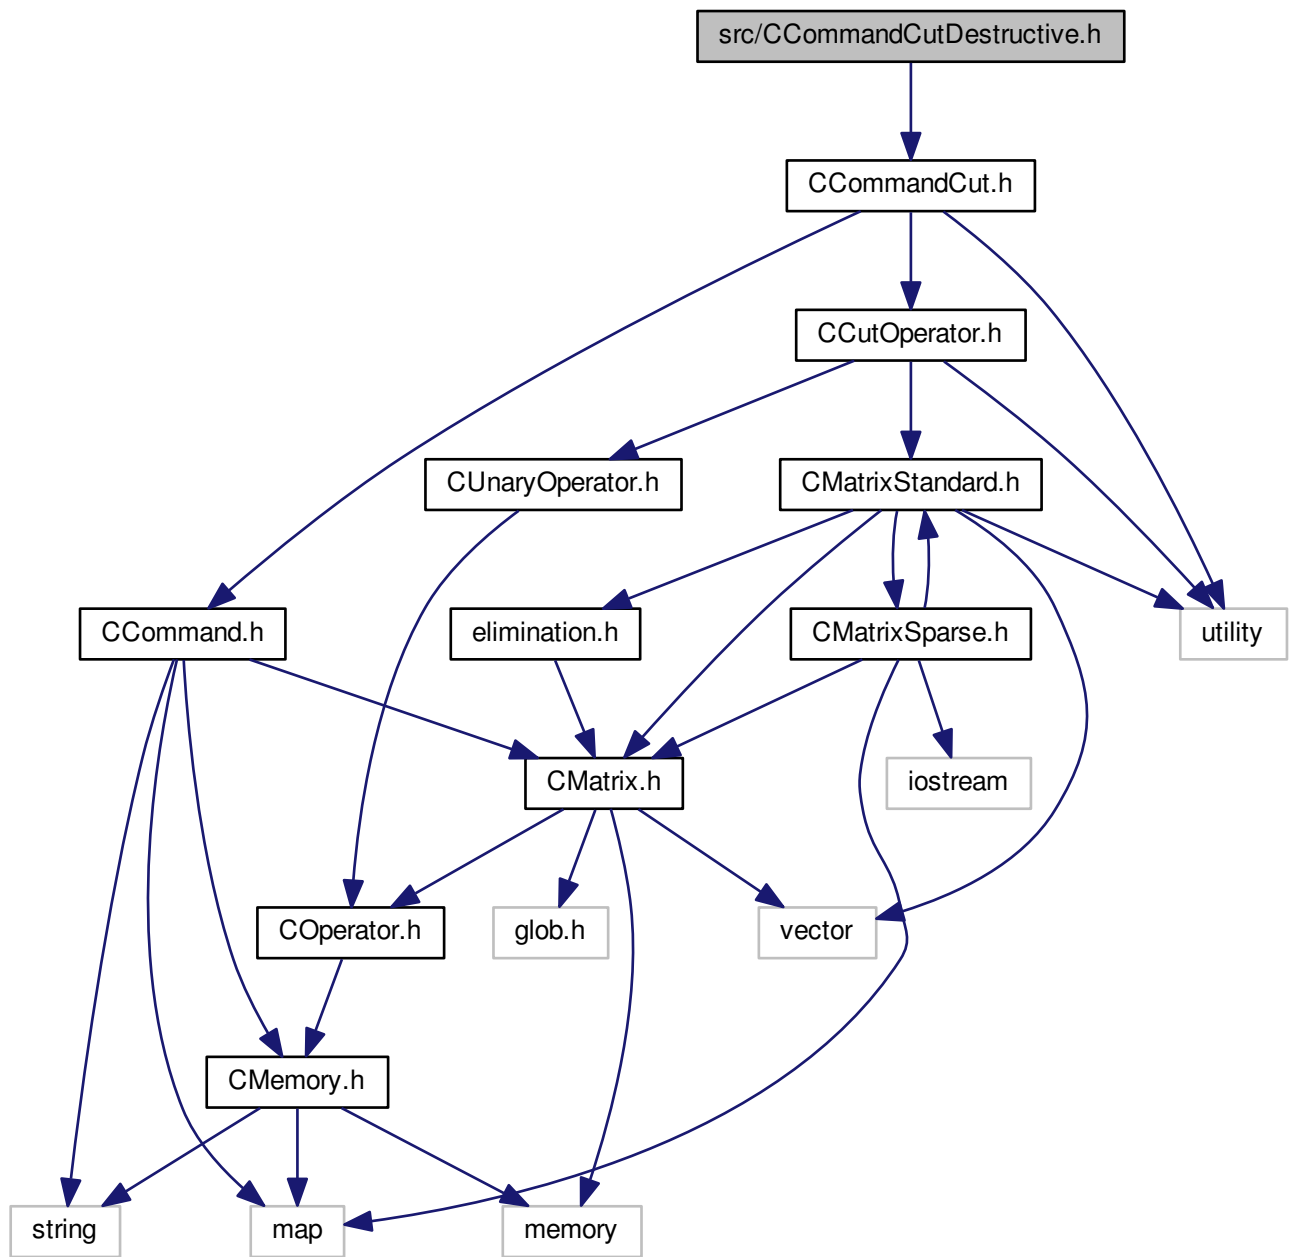 src/CCommandCutDestructive.h
CCommandCut.h
CCutOperator.h
CUnaryOperator.h
CMatrixStandard.h
CCommand.h
elimination.h
CMatrixSparse.h
utility
CMatrix.h
iostream
COperator.h
glob.h
vector
CMemory.h
string
map
memory